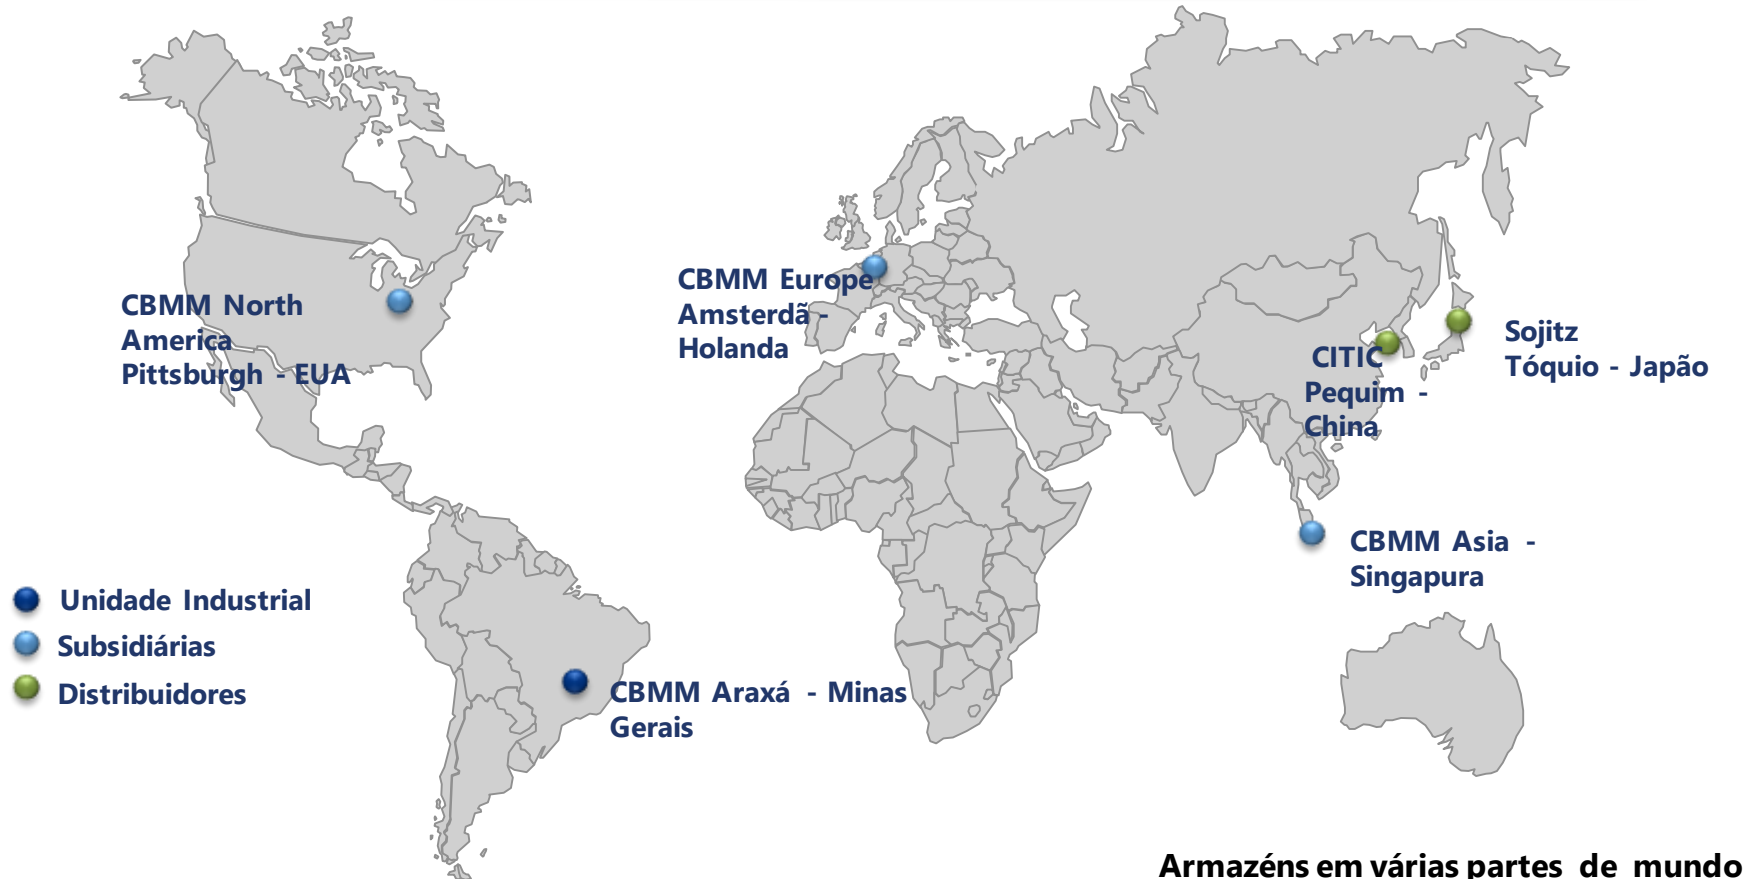 CBMM North
America
Pittsburgh - EUA
CBMM Europe
Amsterdã -
Holanda
CITIC
Pequim -
China
Sojitz
Tóquio - Japão
CBMM Asia -
Singapura
Unidade Industrial
Subsidiárias
Distribuidores
CBMM Araxá - Minas
Gerais
Armazéns em várias partes de mundo